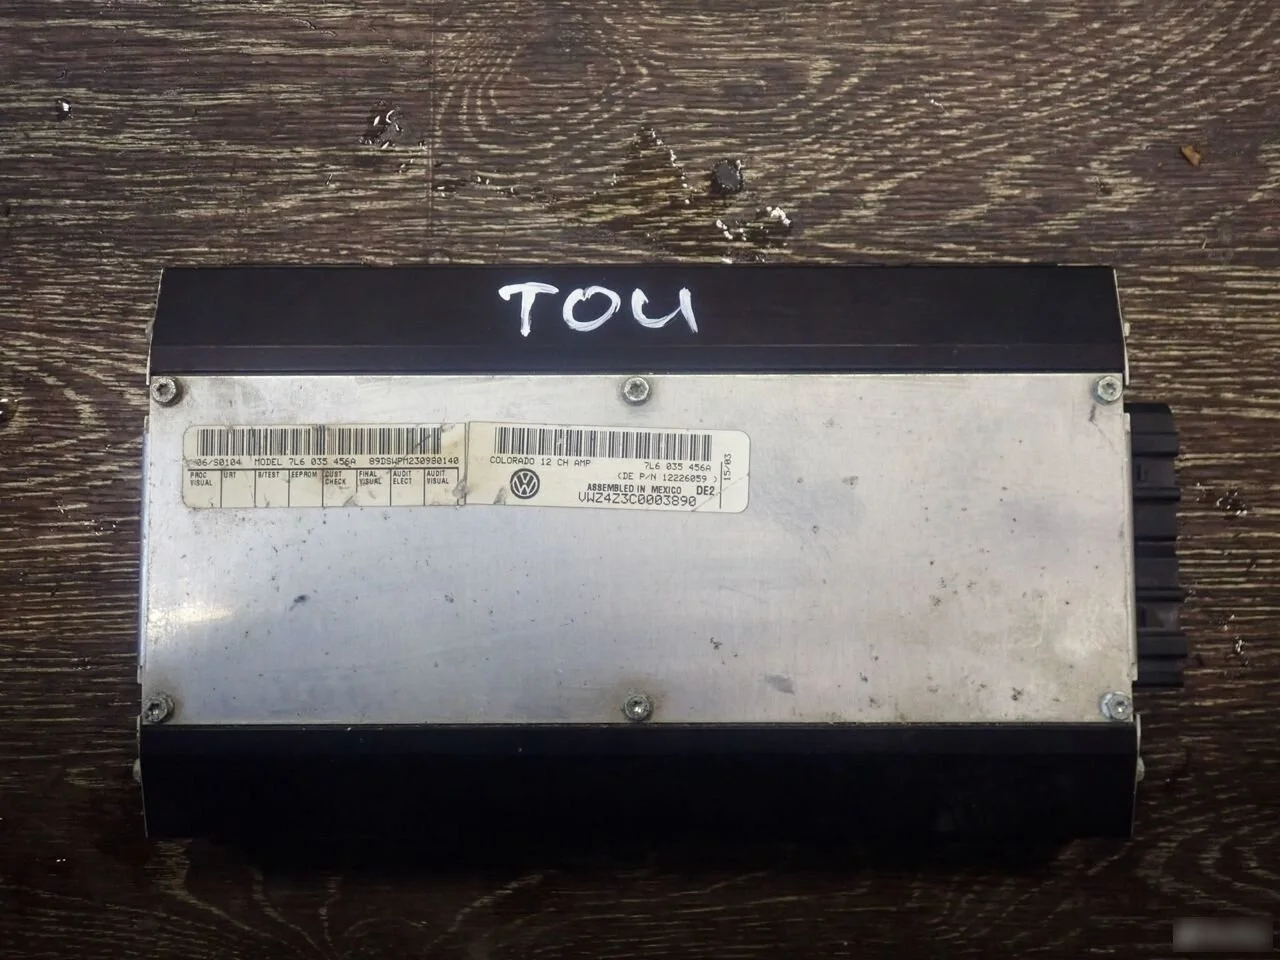 TOU
06/S0104 MODEL 7L6 035 456A 89DSWPM230980140
PROC VISUAL URT B/TEST EEPROM CUST CHECK FINAL VISUAL AUDIT ELECT AUDIT VISUAL
COLORADO 12 CH AMP 7L6 035 456A
(DE P/N 12226059 )
ASSEMBLED IN MEXICO DE2
VWZ4Z3C0003890
15/03